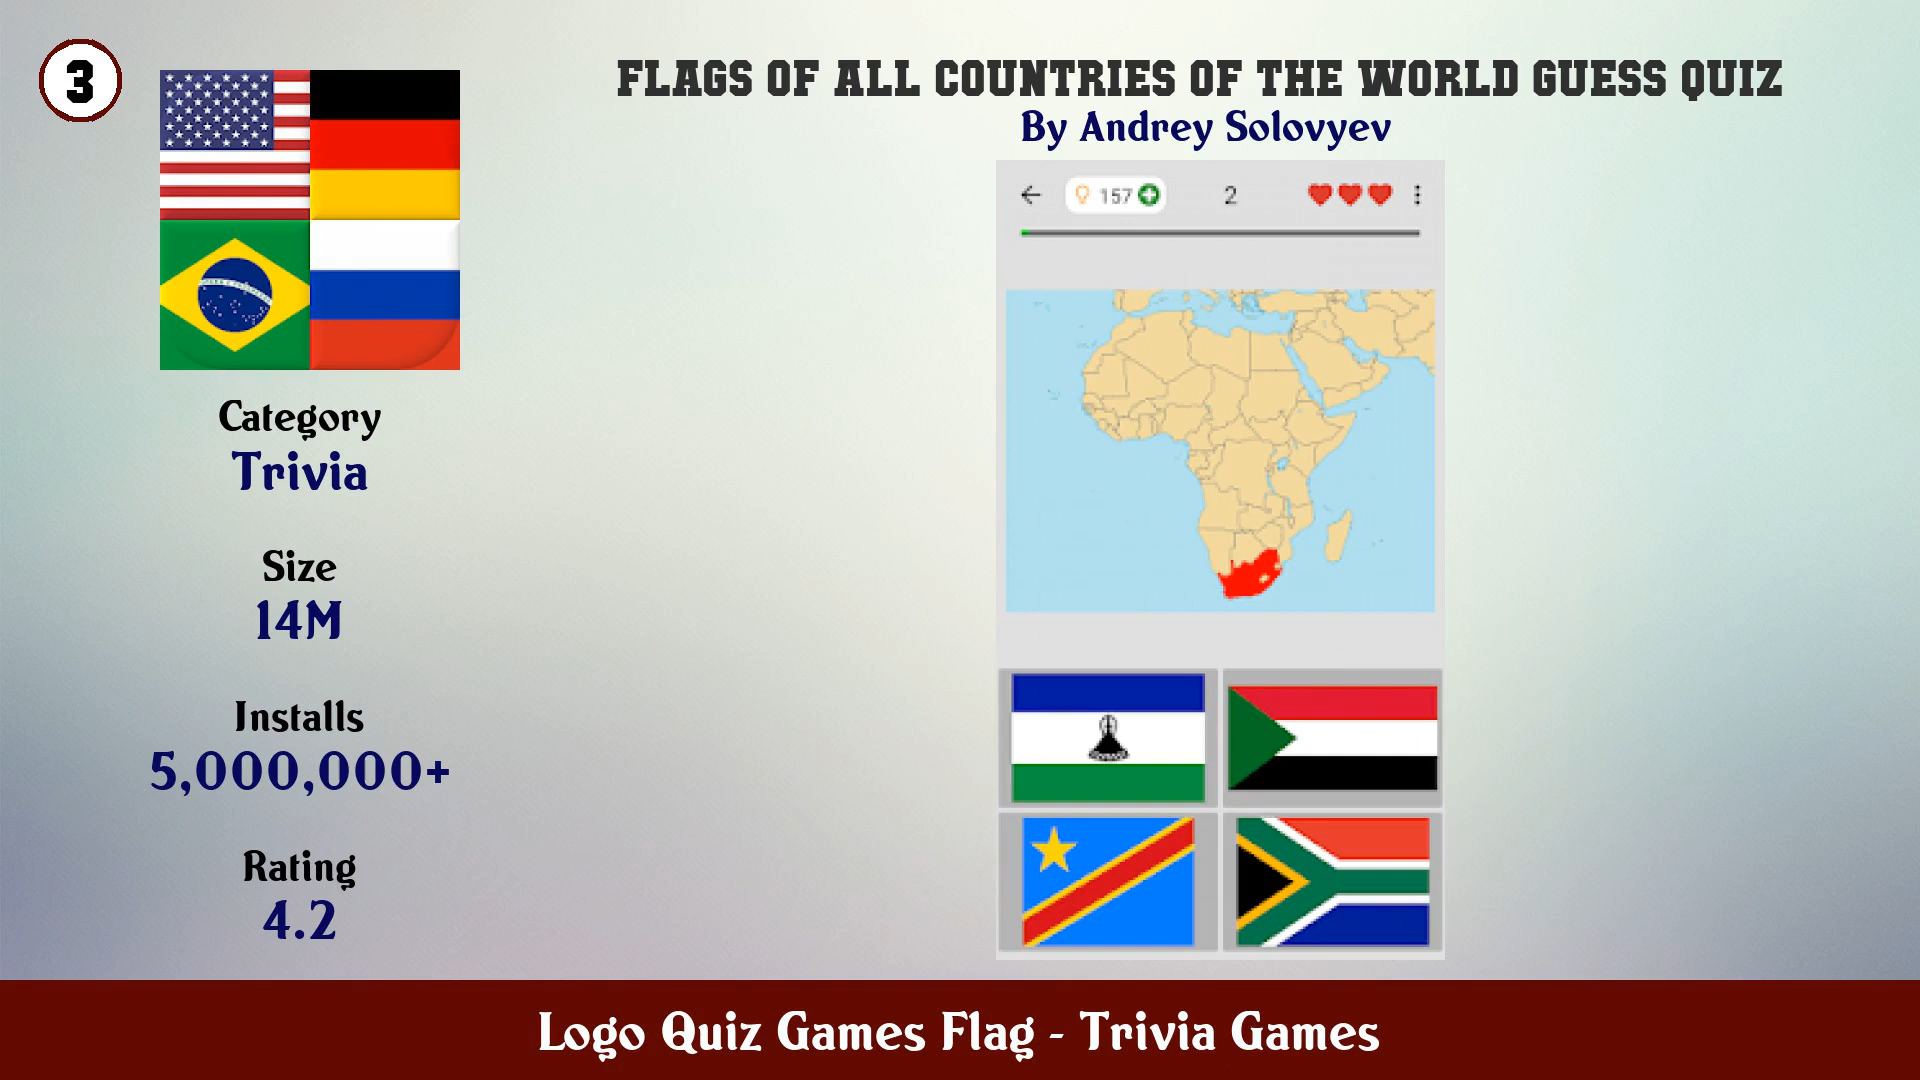 3
FLAGS OF ALL COUNTRIES OF THE WORLD GUESS QUIZ
By Andrey Solovyev
157
2
Category
Trivia
Size
14M
Installs
5,000,000+
Rating
4.2
Logo Quiz Games Flag - Trivia Games